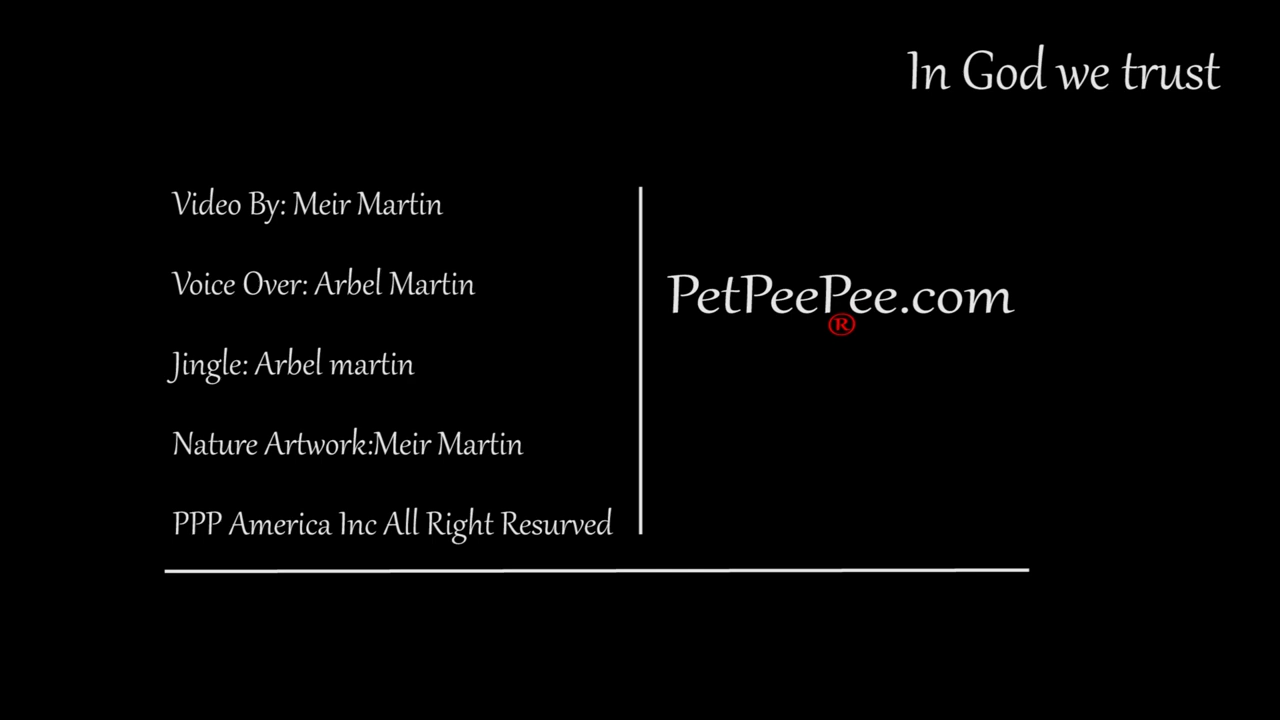 In God we trust
Video By: Meir Martin
Voice Over: Arbel Martin
Jingle: Arbel martin
Nature Artwork:Meir Martin
PPP America Inc All Right Resurved
PetPeePee.com
®